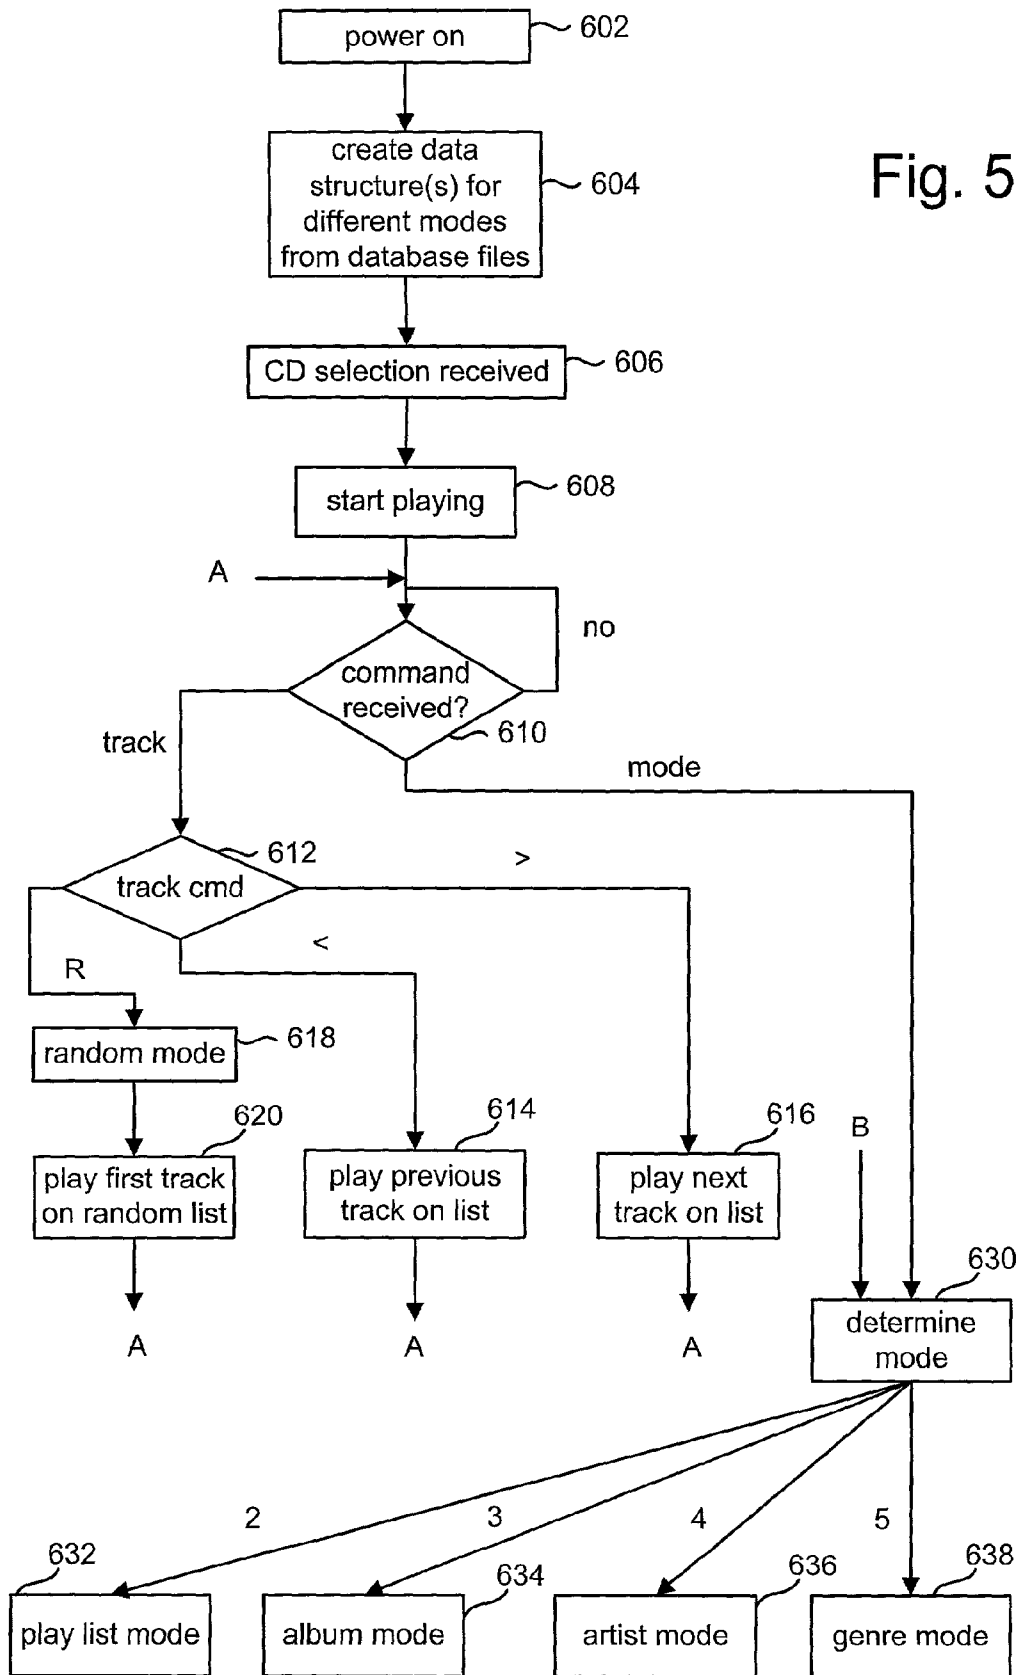 power on
602
create data
structure(s) for
different modes
from database files
604
Fig. 5
CD selection received
606
start playing
608
A
no
command
received?
610
track
mode
612
track cmd
>
<
R
random mode
618
620
614
616
B
play first track
on random list
play previous
track on list
play next
track on list
630
determine
mode
A
A
A
2
3
4
5
632
634
636
638
play list mode
album mode
artist mode
genre mode